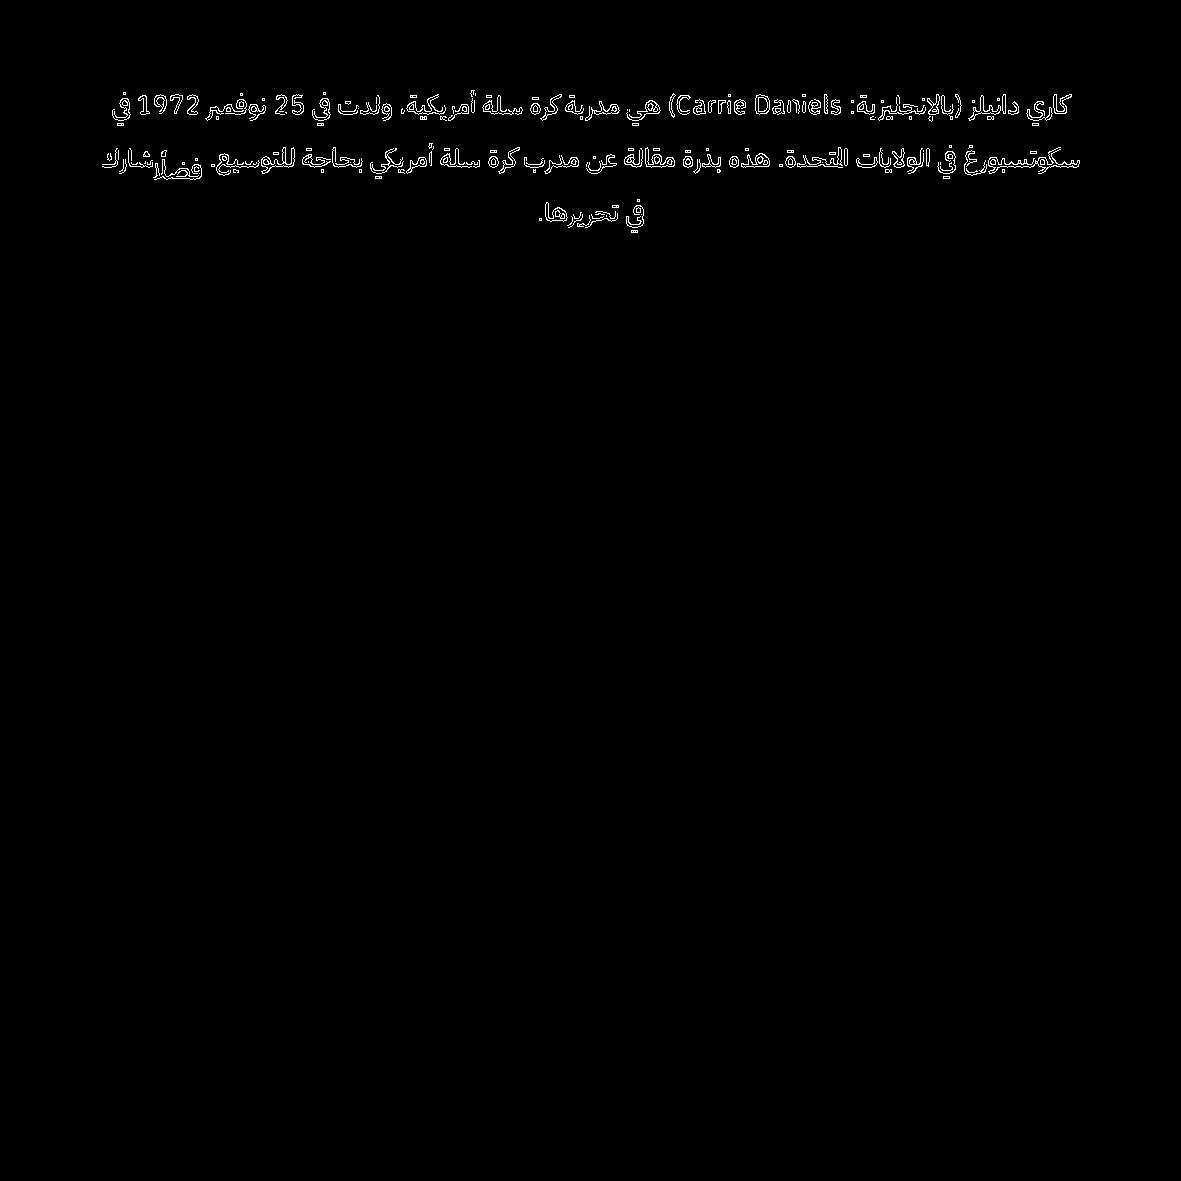 كاري دانيلز (بالإنجليزية: Carrie Daniels) هي مدربة كرة سلة أمريكية، ولدت في 25 نوفمبر 1972 في
سكوتسبورغ في الولايات المتحدة. هذه بذرة مقالة عن مدرب كرة سلة أمريكي بحاجة للتوسيع. فضلًا شارك
في تحريرها.